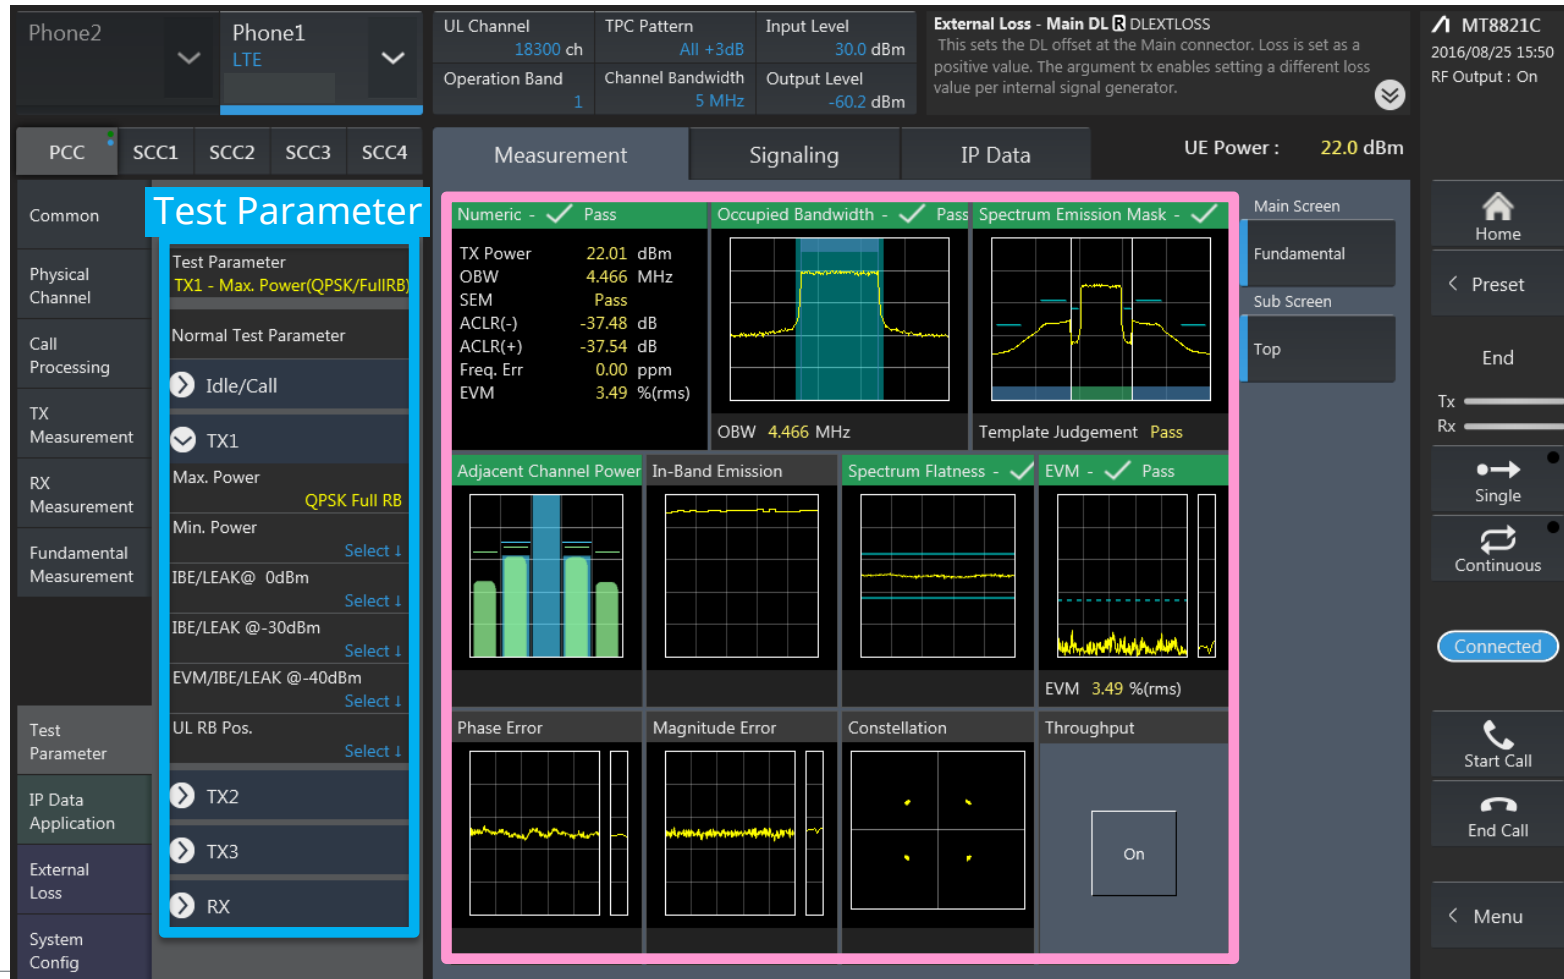 Phone2
Phone1
LTE
UL Channel
18300 ch
TPC Pattern
All +3dB
Input Level
30.0 dBm
Operation Band
1
Channel Bandwidth
5 MHz
Output Level
-60.2 dBm
External Loss - Main DL R DLEXTLOSS
This sets the DL offset at the Main connector. Loss is set as a
positive value. The argument tx enables setting a different loss
value per internal signal generator.
MT8821C
2016/08/25 15:50
RF Output : On
PCC
SCC1
SCC2
SCC3
SCC4
Measurement
Signaling
IP Data
UE Power : 22.0 dBm
Common
Physical
Channel
Call
Processing
TX
Measurement
RX
Measurement
Fundamental
Measurement
Test
Parameter
IP Data
Application
External
Loss
System
Config
Test Parameter
Test Parameter
TX1 - Max. Power(QPSK/FullRB)
Normal Test Parameter
Idle/Call
TX1
Max. Power
QPSK Full RB
Min. Power
Select ↓
IBE/LEAK@ 0dBm
Select ↓
IBE/LEAK @-30dBm
Select ↓
EVM/IBE/LEAK @-40dBm
Select ↓
UL RB Pos.
Select ↓
TX2
TX3
RX
Numeric - ✓ Pass
TX Power 22.01 dBm
OBW 4.466 MHz
SEM Pass
ACLR(-) -37.48 dB
ACLR(+) -37.54 dB
Freq. Err 0.00 ppm
EVM 3.49 %(rms)
Occupied Bandwidth - ✓ Pass
OBW 4.466 MHz
Spectrum Emission Mask - ✓
Template Judgement Pass
Adjacent Channel Power
In-Band Emission
Spectrum Flatness - ✓
EVM - ✓ Pass
EVM 3.49 %(rms)
Phase Error
Magnitude Error
Constellation
Throughput
On
Main Screen
Fundamental
Sub Screen
Top
Home
< Preset
End
Tx
Rx
Single
Continuous
Connected
Start Call
End Call
< Menu